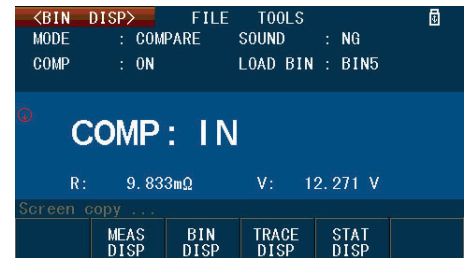 <BIN DISP> FILE TOOLS
MODE : COMPARE SOUND : NG
COMP : ON LOAD BIN : BIN5
COMP: IN
R: 9.833mΩ V: 12.271 V
Screen copy ...
MEAS DISP BIN DISP TRACE DISP STAT DISP